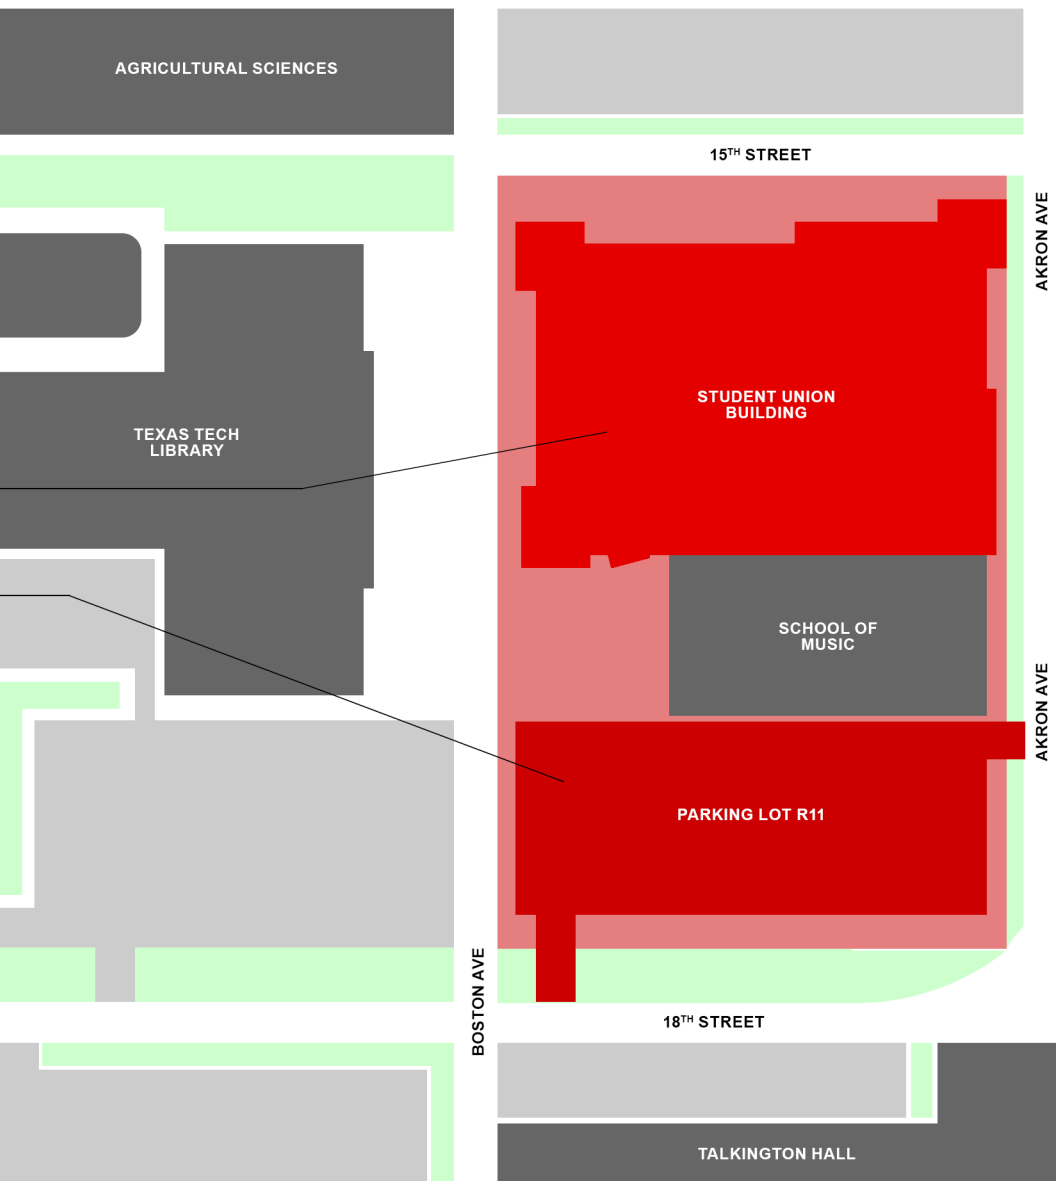 AGRICULTURAL SCIENCES
15TH STREET
AKRON AVE
STUDENT UNION
BUILDING
TEXAS TECH
LIBRARY
SCHOOL OF
MUSIC
AKRON AVE
PARKING LOT R11
BOSTON AVE
18TH STREET
TALKINGTON HALL